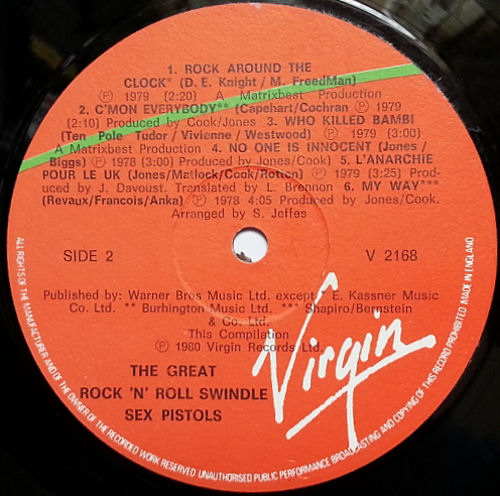 1. ROCK AROUND THE
CLOCK* (D. E. Knight / M. FreedMan)
℗ 1979 (2:20) A Matrixbest Production
2. C'MON EVERYBODY** (Capehart/Cochran ℗ 1979
(2:10) Produced by Cook/Jones 3. WHO KILLED BAMBI
(Ten Pole Tudor / Vivienne / Westwood) ℗ 1979 (3:00)
A Matrixbest Production 4. NO ONE IS INNOCENT (Jones /
Biggs) ℗ 1978 (3:00) Produced by Jones/Cook) 5. L'ANARCHIE
POUR LE UK (Jones/Matlock/Cook/Rotten) ℗ 1979 (3:25) Prod-
uced by J. Davoust. Translated by L. Brennon 6. MY WAY***
(Revaux/Francois/Anka) ℗ 1978 4:05 Produced by Jones/Cook.
Arranged by S. Jeffes
SIDE 2
V 2168
Published by: Warner Bros Music Ltd. except * E. Kassner Music
Co. Ltd. ** Burhington Music Ltd. *** Shapiro/Bernstein
& Co. Ltd.
This Compilation
℗ 1980 Virgin Records Ltd.
THE GREAT
ROCK 'N' ROLL SWINDLE
SEX PISTOLS
Virgin
ALL RIGHTS OF THE MANUFACTURER AND OF THE OWNER OF THE RECORDED WORK RESERVED UNAUTHORISED PUBLIC PERFORMANCE BROADCASTING AND COPYING OF THIS RECORD PROHIBITED MADE IN ENGLAND